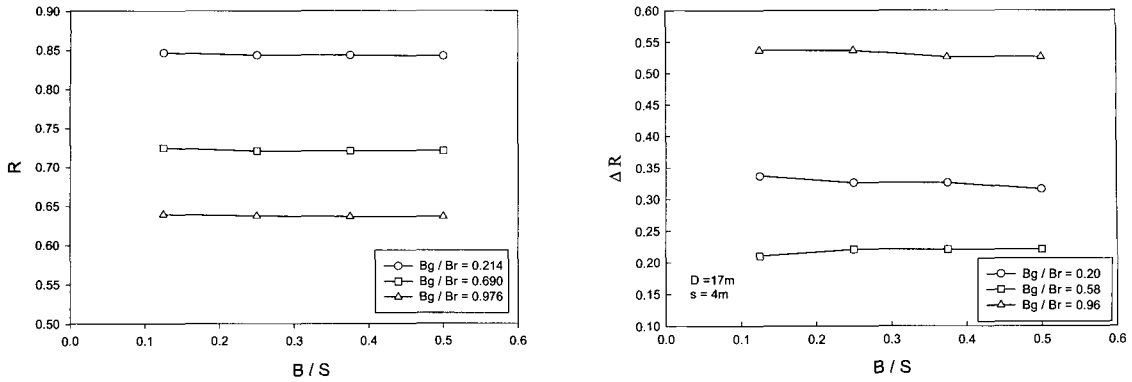 0.90
0.85
0.80
0.75
0.70
0.65
0.60
0.55
0.50
R
0.0 0.1 0.2 0.3 0.4 0.5 0.6
B / S
Bg / Br = 0.214
Bg / Br = 0.690
Bg / Br = 0.976
0.60
0.55
0.50
0.45
0.40
0.35
0.30
0.25
0.20
0.15
0.10
Δ R
0.0 0.1 0.2 0.3 0.4 0.5 0.6
B / S
D = 17m
s = 4m
Bg / Br = 0.20
Bg / Br = 0.58
Bg / Br = 0.96